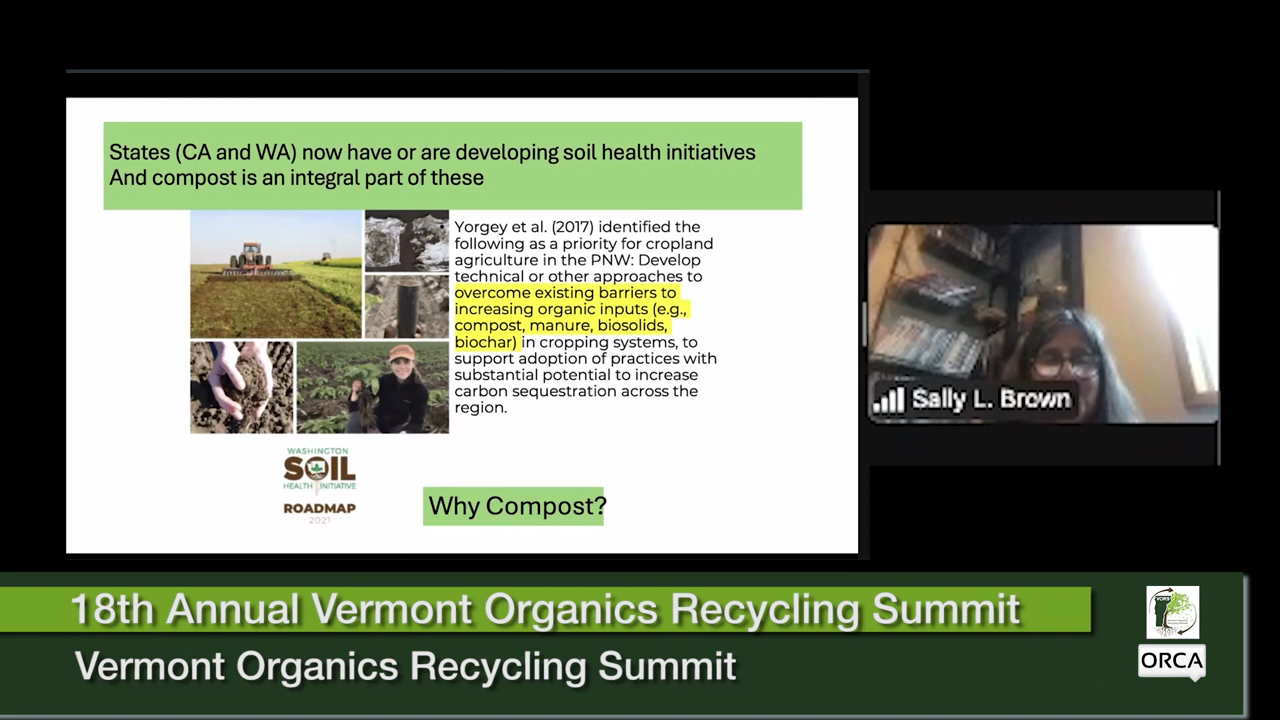 States (CA and WA) now have or are developing soil health initiatives
And compost is an integral part of these
Yorgey et al. (2017) identified the
following as a priority for cropland
agriculture in the PNW: Develop
technical or other approaches to
overcome existing barriers to
increasing organic inputs (e.g.,
compost, manure, biosolids,
biochar) in cropping systems, to
support adoption of practices with
substantial potential to increase
carbon sequestration across the
region.
WASHINGTON
SOIL
HEALTH INITIATIVE
ROADMAP
2021
Why Compost?
Sally L. Brown
18th Annual Vermont Organics Recycling Summit
Vermont Organics Recycling Summit
ORCA